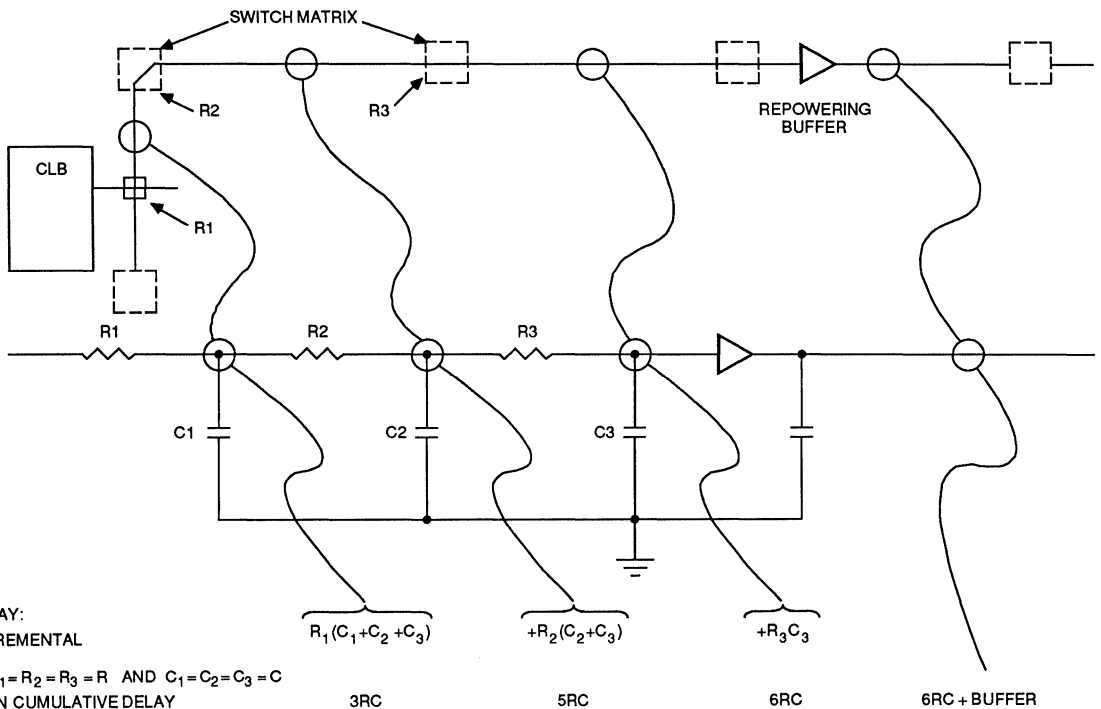 SWITCH MATRIX
R2
R3
REPOWERING
BUFFER
CLB
R1
R1
R2
R3
C1
C2
C3
AY:
REMENTAL
R₁(C₁+C₂ +C₃)
+R₂(C₂+C₃)
+R₃C₃
₁=R₂=R₃=R AND C₁=C₂=C₃=C
N CUMULATIVE DELAY
3RC
5RC
6RC
6RC + BUFFER